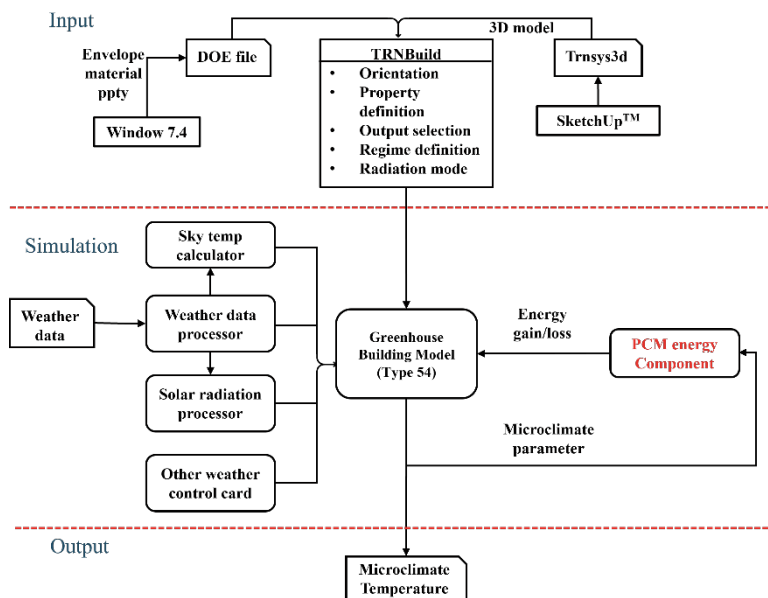 Input
3D model
Envelope
material
ppty
DOE file
Window 7.4
TRNBuild
• Orientation
• Property
definition
• Output selection
• Regime definition
• Radiation mode
Trnsys3d
SketchUp™
Simulation
Sky temp
calculator
Weather
data
Weather data
processor
Solar radiation
processor
Other weather
control card
Greenhouse
Building Model
(Type 54)
Energy
gain/loss
PCM energy
Component
Microclimate
parameter
Output
Microclimate
Temperature